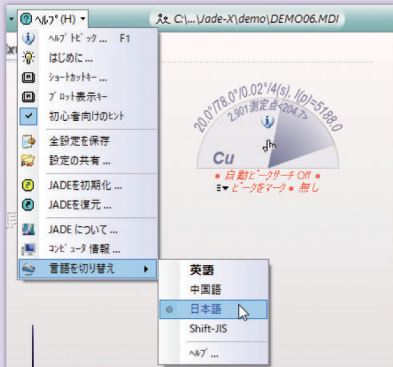 ﾍﾙﾌﾟ(H)
C:\...\Jade-X\demo\DEMO06.MDI
ﾍﾙﾌﾟ ﾄﾋﾟｯｸ ... F1
はじめに ...
ｼｮｰﾄｶｯﾄｷｰ ...
ﾌﾟﾛｯﾄ表示ｷｰ
初心者向けのﾋﾝﾄ
全設定を保存
設定の共有 ...
JADEを初期化 ...
JADEを復元 ...
JADE について ...
ｺﾝﾋﾟｭｰﾀ 情報 ...
言語を切り替え
英語
中国語
日本語
Shift-JIS
ﾍﾙﾌﾟ ...
20.0°/78.0°/0.02°/4(s), I(p)=5188.0
2,901測定点<204.7>
Cu
自動ピークサーチ Off
ピークをマーク • 無し